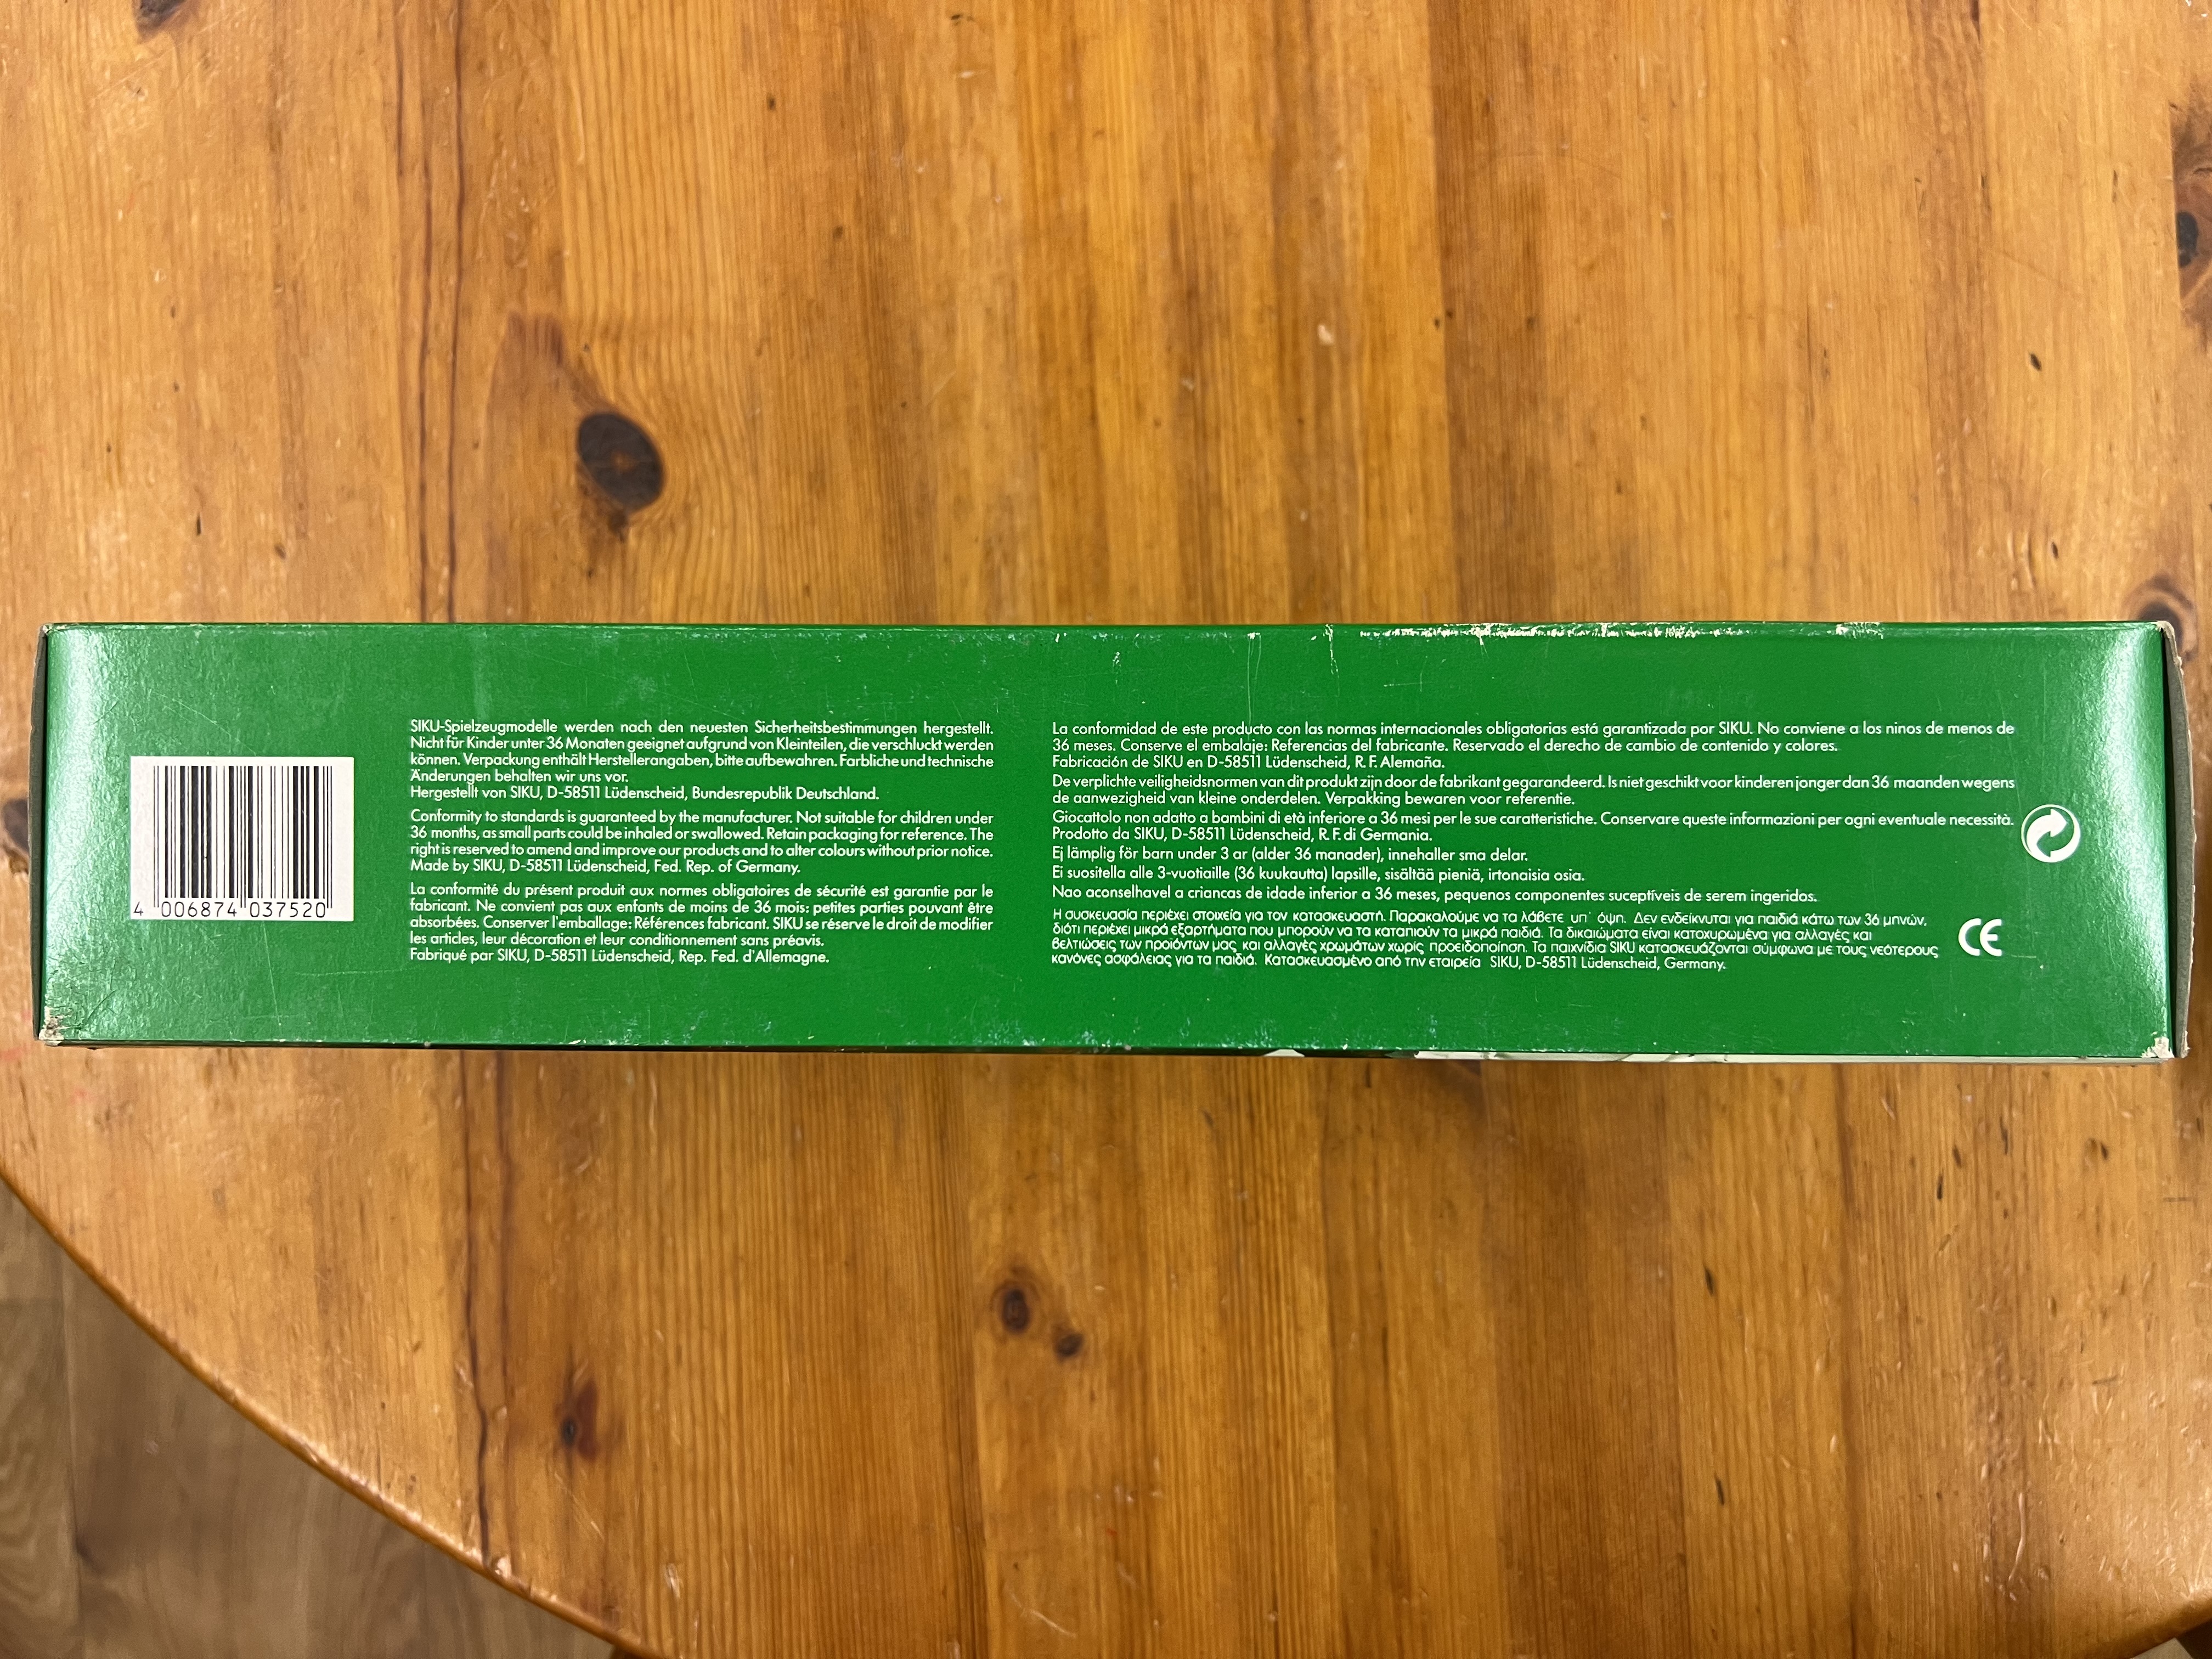 SIKU-Spielzeugmodelle werden nach den neuesten Sicherheitsbestimmungen hergestellt.
Nicht für Kinder unter 36 Monaten geeignet aufgrund von Kleinteilen, die verschluckt werden
können. Verpackung enthält Herstellerangaben, bitte aufbewahren. Farbliche und technische
Änderungen behalten wir uns vor.
Hergestellt von SIKU, D-58511 Lüdenscheid, Bundesrepublik Deutschland.
Conformity to standards is guaranteed by the manufacturer. Not suitable for children under
36 months, as small parts could be inhaled or swallowed. Retain packaging for reference. The
right is reserved to amend and improve our products and to alter colours without prior notice.
Made by SIKU, D-58511 Lüdenscheid, Fed. Rep. of Germany.
La conformité du présent produit aux normes obligatoires de sécurité est garantie par le
fabricant. Ne convient pas aux enfants de moins de 36 mois: petites parties pouvant être
absorbées. Conserver l'emballage: Références fabricant. SIKU se réserve le droit de modifier
les articles, leur décoration et leur conditionnement sans préavis.
Fabriqué par SIKU, D-58511 Lüdenscheid, Rep. Fed. d'Allemagne.
4 006874 037520
La conformidad de este producto con las normas internacionales obligatorias está garantizada por SIKU. No conviene a los ninos de menos de
36 meses. Conserve el embalaje: Referencias del fabricante. Reservado el derecho de cambio de contenido y colores.
Fabricación de SIKU en D-58511 Lüdenscheid, R. F. Alemaña.
De verplichte veiligheidsnormen van dit produkt zijn door de fabrikant gegarandeerd. Is niet geschikt voor kinderen jonger dan 36 maanden wegens
de aanwezigheid van kleine onderdelen. Verpakking bewaren voor referentie.
Giocattolo non adatto a bambini di età inferiore a 36 mesi per le sue caratteristiche. Conservare queste informazioni per ogni eventuale necessità.
Prodotto da SIKU, D-58511 Lüdenscheid, R. F. di Germania.
Ej lämplig för barn under 3 ar (alder 36 manader), innehaller sma delar.
Ei suositella alle 3-vuotiaille (36 kuukautta) lapsille, sisältää pieniä, irtonaisia osia.
Nao aconselhavel a criancas de idade inferior a 36 meses, pequenos componentes suceptíveis de serem ingeridos.
Η συσκευασία περιέχει στοιχεία για τον κατασκευαστή. Παρακαλούμε να τα λάβετε υπ' όψη. Δεν ενδείκνυται για παιδιά κάτω των 36 μηνών,
διότι περιέχει μικρά εξαρτήματα που μπορούν να τα καταπιούν τα μικρά παιδιά. Τα δικαιώματα είναι κατοχυρωμένα για αλλαγές και
βελτιώσεις των προϊόντων μας, και αλλαγές χρωμάτων χωρίς προειδοποίηση. Τα παιχνίδια SIKU κατασκευάζονται σύμφωνα με τους νεότερους
κανόνες ασφάλειας για τα παιδιά. Κατασκευασμένο από την εταιρεία SIKU, D-58511 Lüdenscheid, Germany.
CE